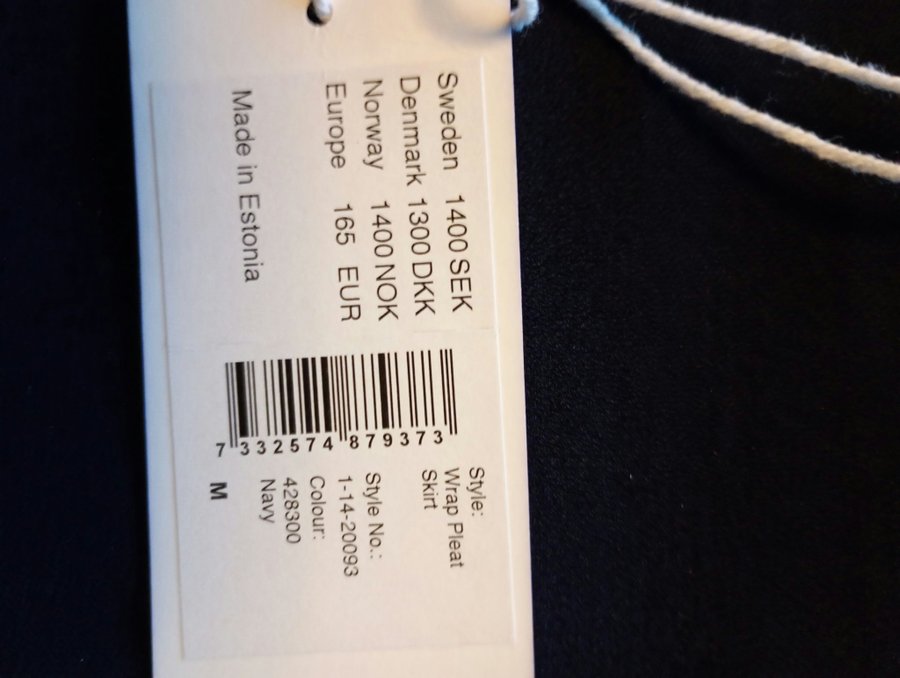 Sweden 1400 SEK
Denmark 1300 DKK
Norway 1400 NOK
Europe 165 EUR
Made in Estonia
7 332574 879373
Style:
Wrap Pleat
Skirt
Style No.:
1-14-20093
Colour:
428300
Navy
M